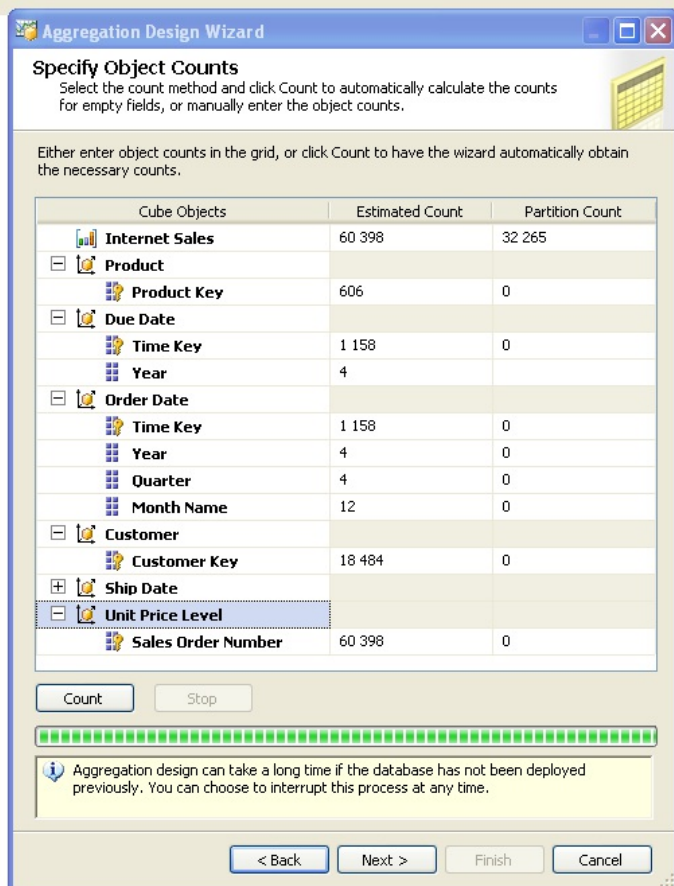 Aggregation Design Wizard
Specify Object Counts
Select the count method and click Count to automatically calculate the counts
for empty fields, or manually enter the object counts.
Either enter object counts in the grid, or click Count to have the wizard automatically obtain
the necessary counts.
Cube Objects Estimated Count Partition Count
Internet Sales 60 398 32 265
Product
Product Key 606 0
Due Date
Time Key 1 158 0
Year 4
Order Date
Time Key 1 158 0
Year 4 0
Quarter 4 0
Month Name 12 0
Customer
Customer Key 18 484 0
Ship Date
Unit Price Level
Sales Order Number 60 398 0
Count Stop
Aggregation design can take a long time if the database has not been deployed
previously. You can choose to interrupt this process at any time.
< Back Next > Finish Cancel